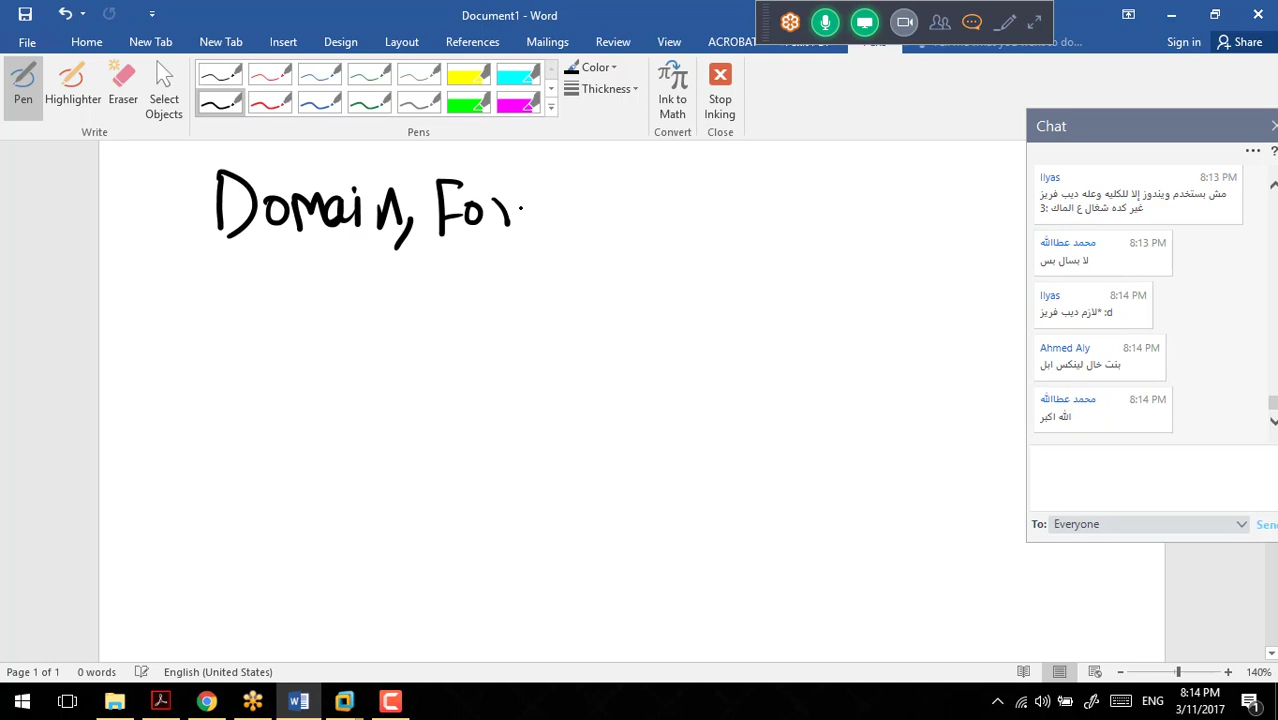 Document1 - Word
File
Home
New Tab
New Tab
Insert
Design
Layout
References
Mailings
Review
View
ACROBAT
Sign in
Share
Pen
Highlighter
Eraser
Select Objects
Color
Thickness
Ink to Math
Stop Inking
Write
Pens
Convert
Close
Domain, For
Chat
Ilyas 8:13 PM
مش بستخدم ويندوز إلا للكليه وعله ديب فريز
غير كده شغال ع الماك :3
محمد عطاالله 8:13 PM
لا بسال بس
Ilyas 8:14 PM
لازم ديب فريز* :d
Ahmed Aly 8:14 PM
بنت خال لينكس ابل
محمد عطاالله 8:14 PM
الله اكبر
To: Everyone
Page 1 of 1
0 words
English (United States)
140%
ENG
8:14 PM
3/11/2017